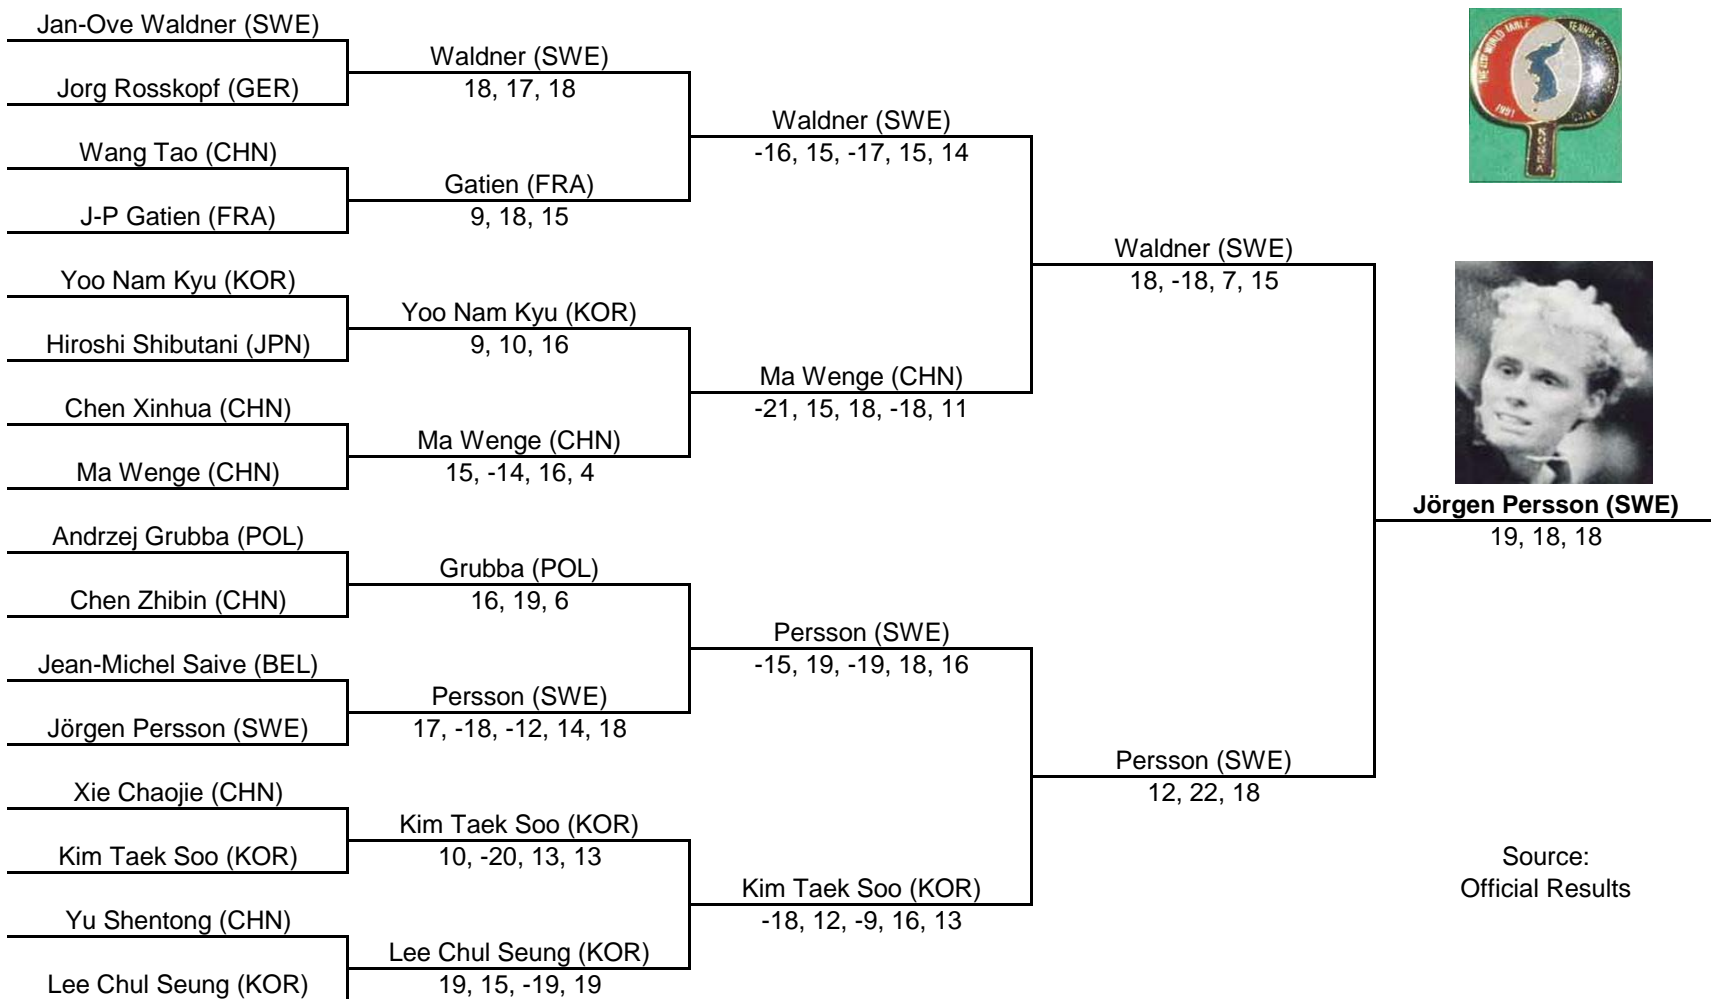 Jan-Ove Waldner (SWE)
Jorg Rosskopf (GER)
Wang Tao (CHN)
J-P Gatien (FRA)
Yoo Nam Kyu (KOR)
Hiroshi Shibutani (JPN)
Chen Xinhua (CHN)
Ma Wenge (CHN)
Andrzej Grubba (POL)
Chen Zhibin (CHN)
Jean-Michel Saive (BEL)
Jörgen Persson (SWE)
Xie Chaojie (CHN)
Kim Taek Soo (KOR)
Yu Shentong (CHN)
Lee Chul Seung (KOR)
Waldner (SWE)
18, 17, 18
Gatien (FRA)
9, 18, 15
Yoo Nam Kyu (KOR)
9, 10, 16
Ma Wenge (CHN)
15, -14, 16, 4
Grubba (POL)
16, 19, 6
Persson (SWE)
17, -18, -12, 14, 18
Kim Taek Soo (KOR)
10, -20, 13, 13
Lee Chul Seung (KOR)
19, 15, -19, 19
Waldner (SWE)
-16, 15, -17, 15, 14
Ma Wenge (CHN)
-21, 15, 18, -18, 11
Persson (SWE)
-15, 19, -19, 18, 16
Kim Taek Soo (KOR)
-18, 12, -9, 16, 13
Waldner (SWE)
18, -18, 7, 15
Persson (SWE)
12, 22, 18
THE 41st WORLD TABLE
TENNIS
1991
KOREA
Jörgen Persson (SWE)
19, 18, 18
Source:
Official Results